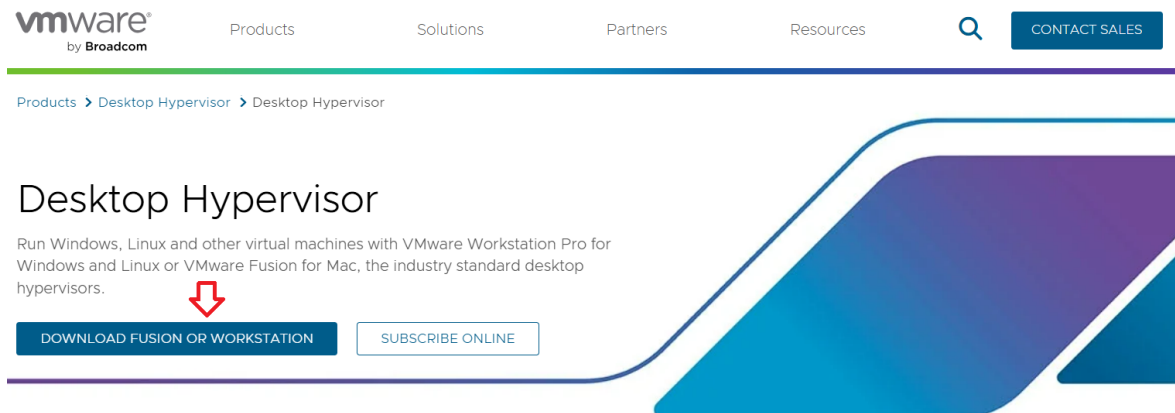 vmware®
by Broadcom
Products
Solutions
Partners
Resources
CONTACT SALES
Products > Desktop Hypervisor > Desktop Hypervisor
Desktop Hypervisor
Run Windows, Linux and other virtual machines with VMware Workstation Pro for
Windows and Linux or VMware Fusion for Mac, the industry standard desktop
hypervisors.
DOWNLOAD FUSION OR WORKSTATION
SUBSCRIBE ONLINE